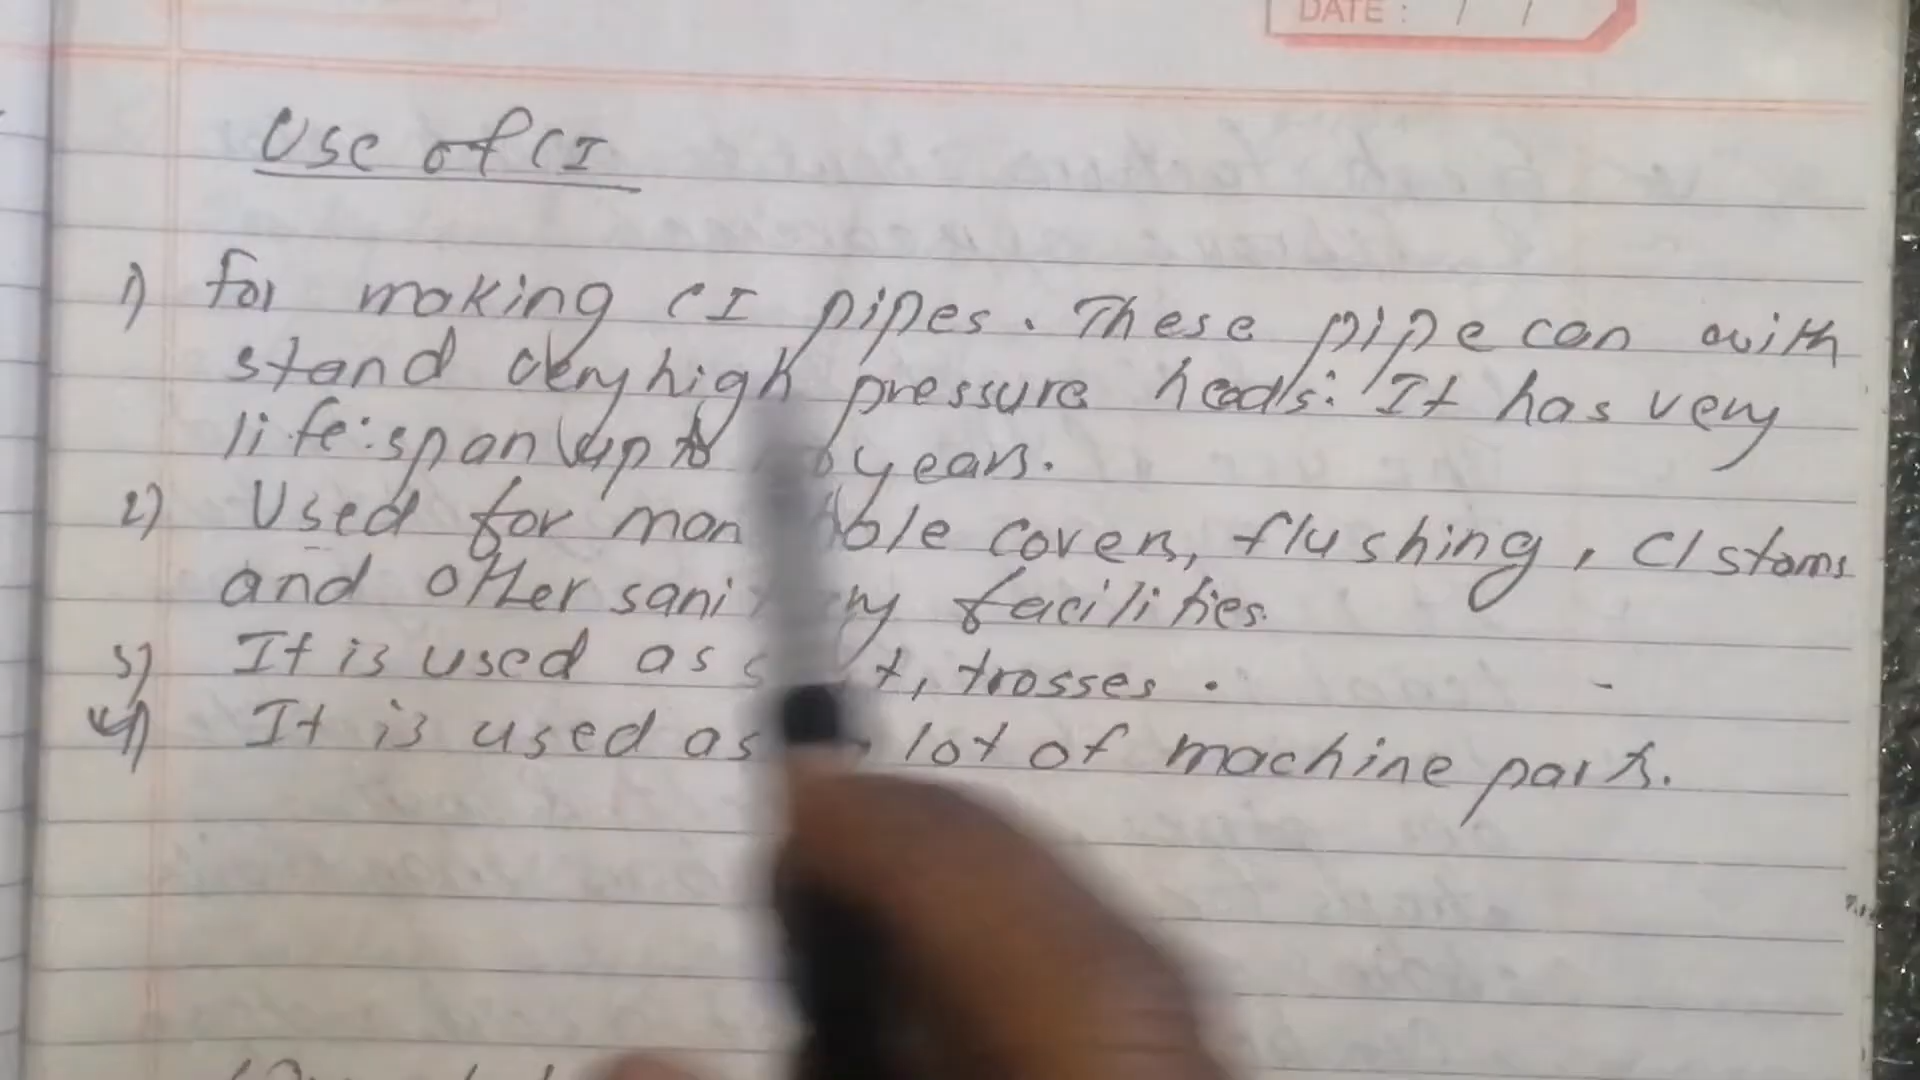 DATE : / /
Use of CI
1) for making CI pipes. These pipe can with
stand very high pressure heads. It has very
life span up to years.
2) Used for covers, flushing, cistoms
and other facilities.
3) It is used as , trosses.
4) It is used as lot of machine parts.